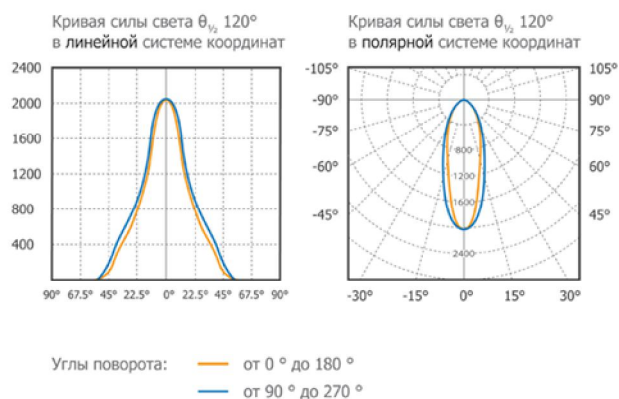 Кривая силы света θ½ 120°
в линейной системе координат
Кривая силы света θ½ 120°
в полярной системе координат
2400
2000
1600
1200
800
400
90° 67.5° 45° 22.5° 0° 22.5° 45° 67.5° 90°
-105° 105°
-90° 90°
-75° 75°
-60° 60°
-45° 45°
800
1200
1600
2400
-30° -15° 0° 15° 30°
Углы поворота: от 0 ° до 180 °
от 90 ° до 270 °